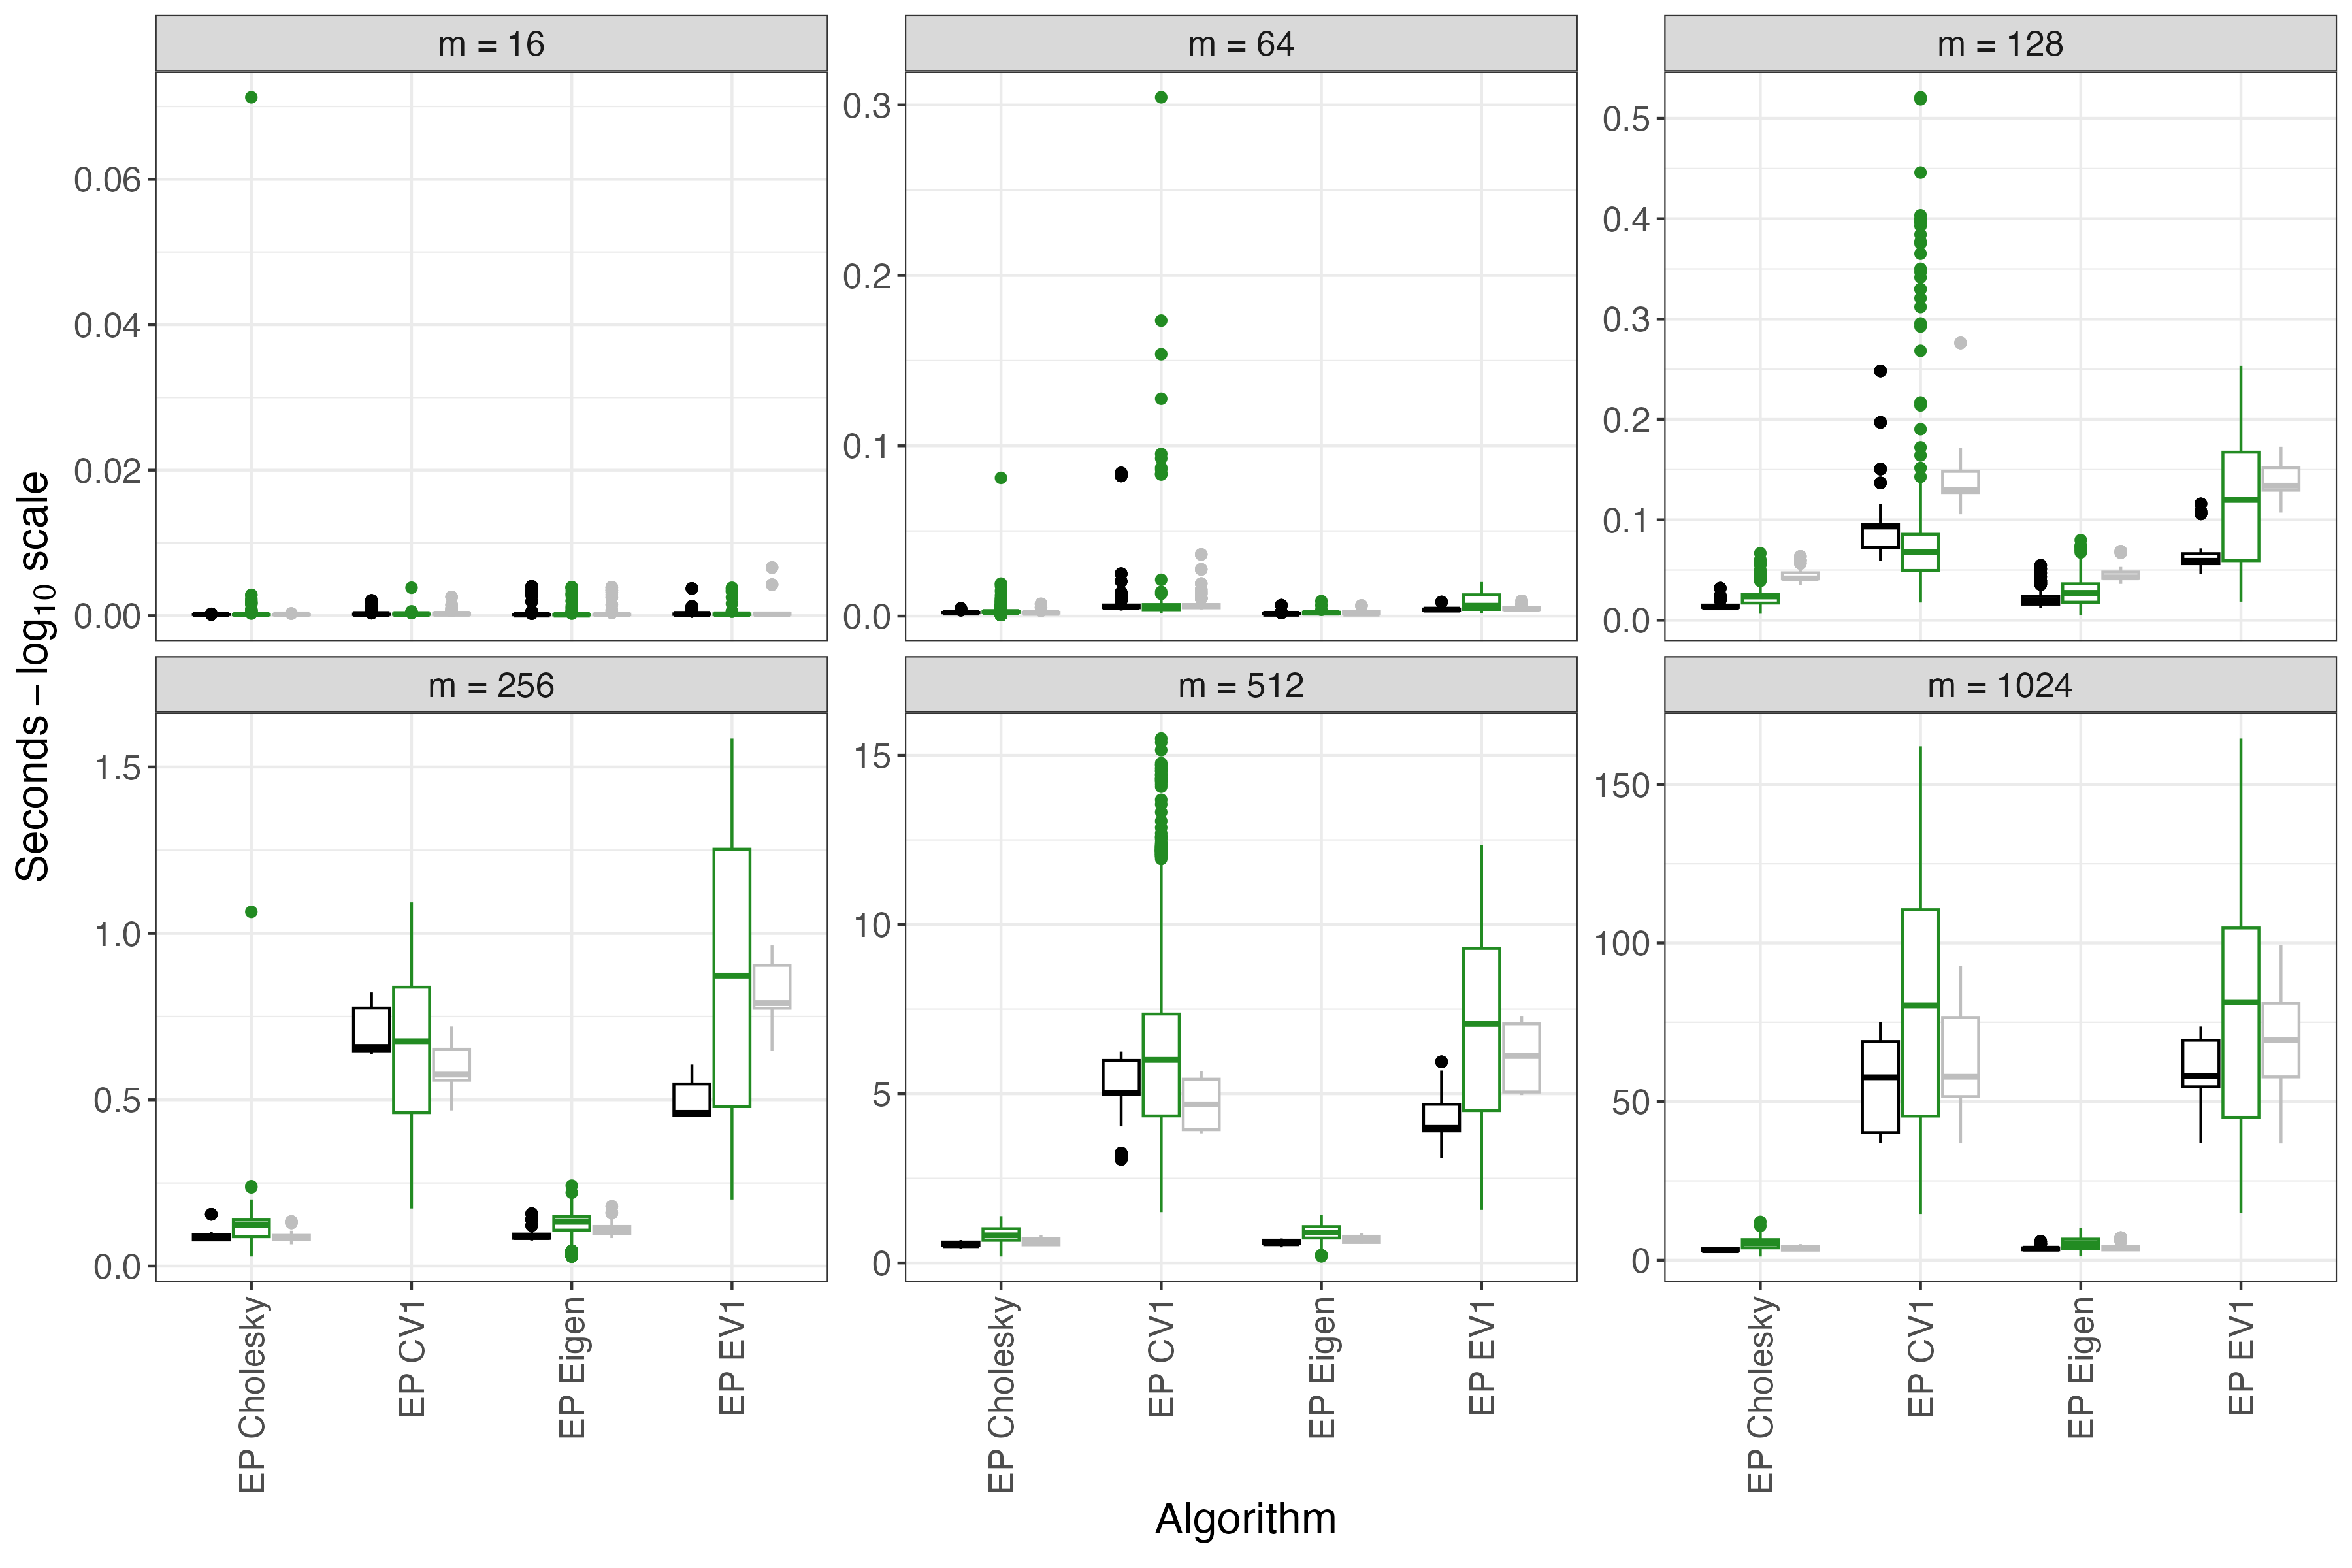 m = 16
m = 64
m = 128
0.06
0.04
0.02
0.00
0.3
0.2
0.1
0.0
0.5
0.4
0.3
0.2
0.1
0.0
Seconds – log10 scale
m = 256
m = 512
m = 1024
1.5
1.0
0.5
0.0
15
10
5
0
150
100
50
0
EP Cholesky
EP CV1
EP Eigen
EP EV1
EP Cholesky
EP CV1
EP Eigen
EP EV1
EP Cholesky
EP CV1
EP Eigen
EP EV1
Algorithm